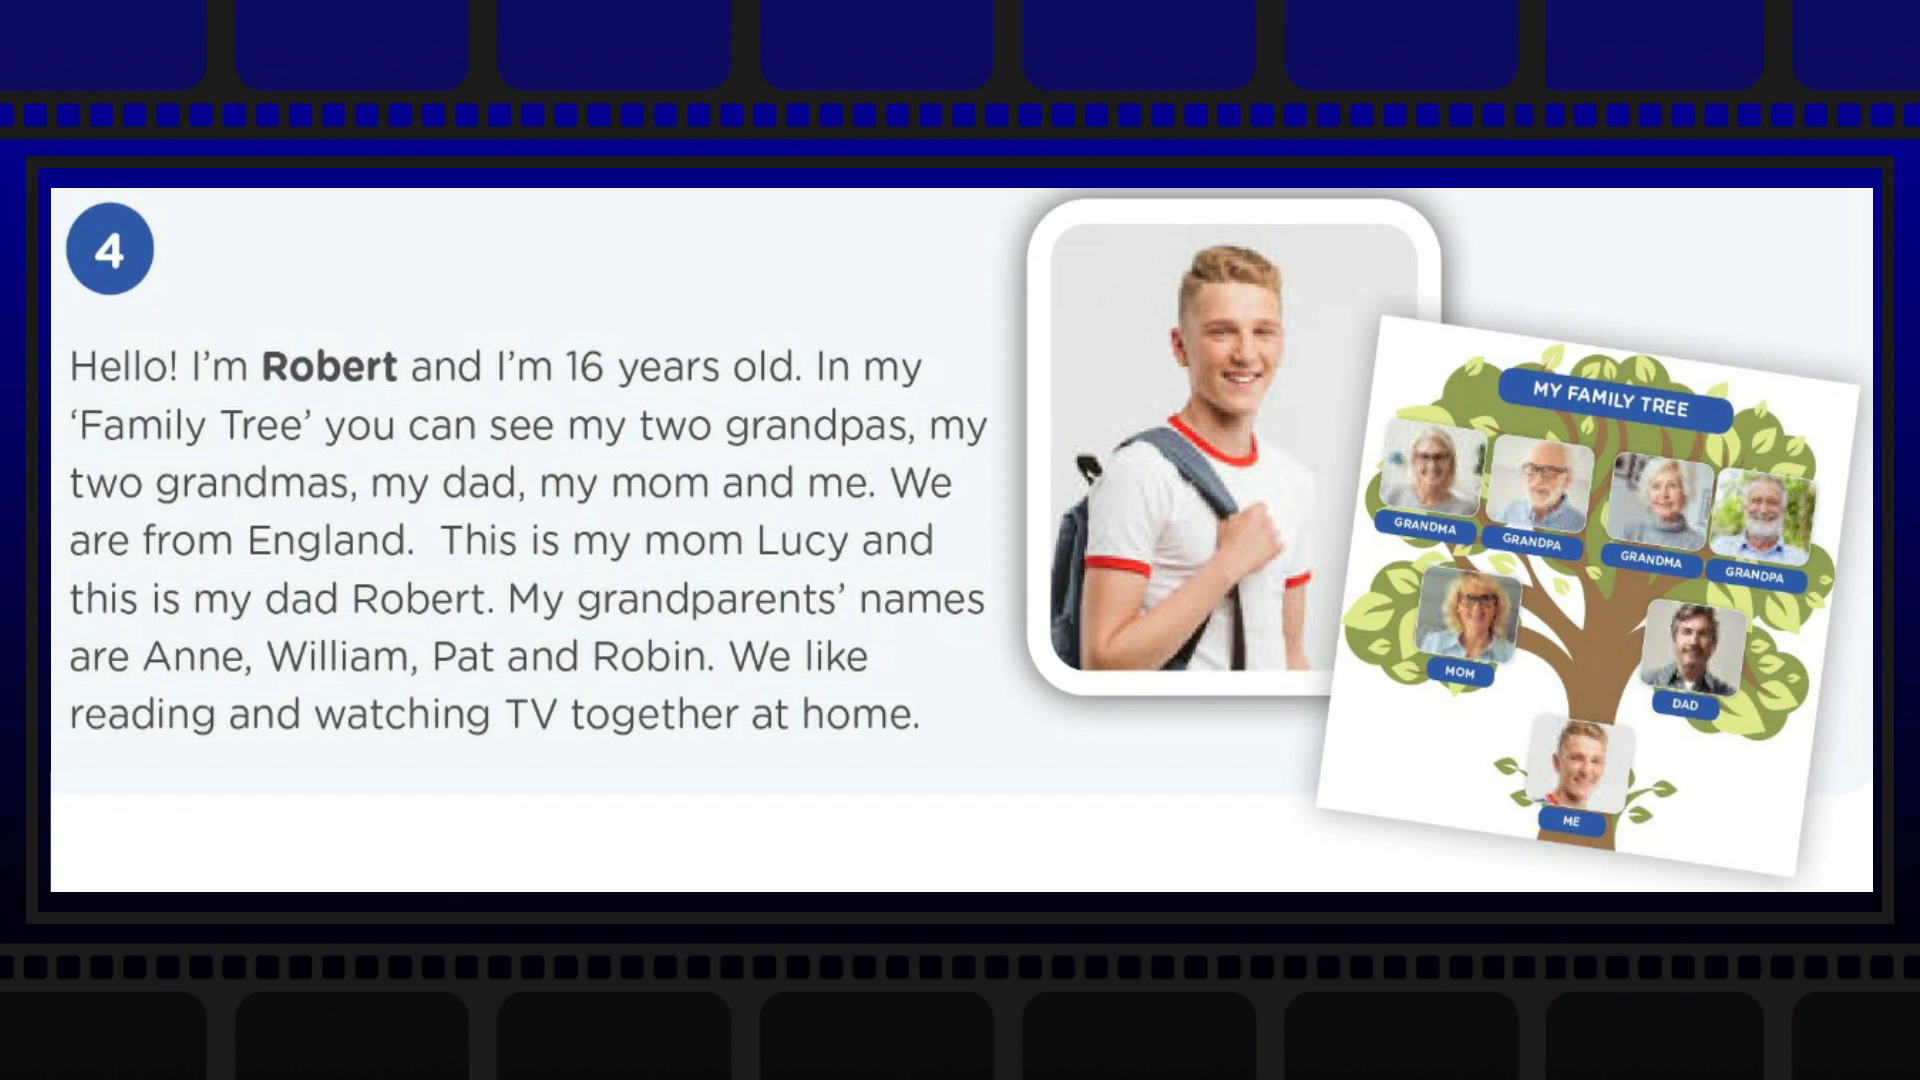 4
Hello! I’m Robert and I’m 16 years old. In my
‘Family Tree’ you can see my two grandpas, my
two grandmas, my dad, my mom and me. We
are from England.  This is my mom Lucy and
this is my dad Robert. My grandparents’ names
are Anne, William, Pat and Robin. We like
reading and watching TV together at home.
MY FAMILY TREE
GRANDMA
GRANDPA
GRANDMA
GRANDPA
MOM
DAD
ME